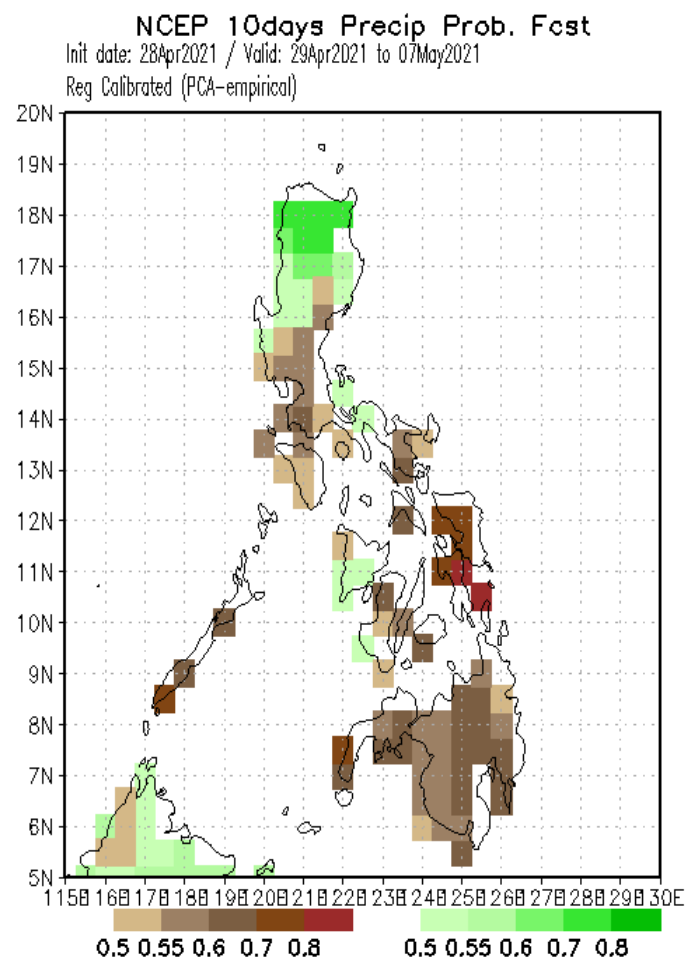 NCEP 10days Precip Prob. Fcst
Init date: 28Apr2021 / Valid: 29Apr2021 to 07May2021
Reg Calibrated (PCA-empirical)
20N
19N
18N
17N
16N
15N
14N
13N
12N
11N
10N
9N
8N
7N
6N
5N
115E 116E 117E 118E 119E 120E 121E 122E 123E 124E 125E 126E 127E 128E 129E 130E
0.5 0.55 0.6 0.7 0.8 0.5 0.55 0.6 0.7 0.8